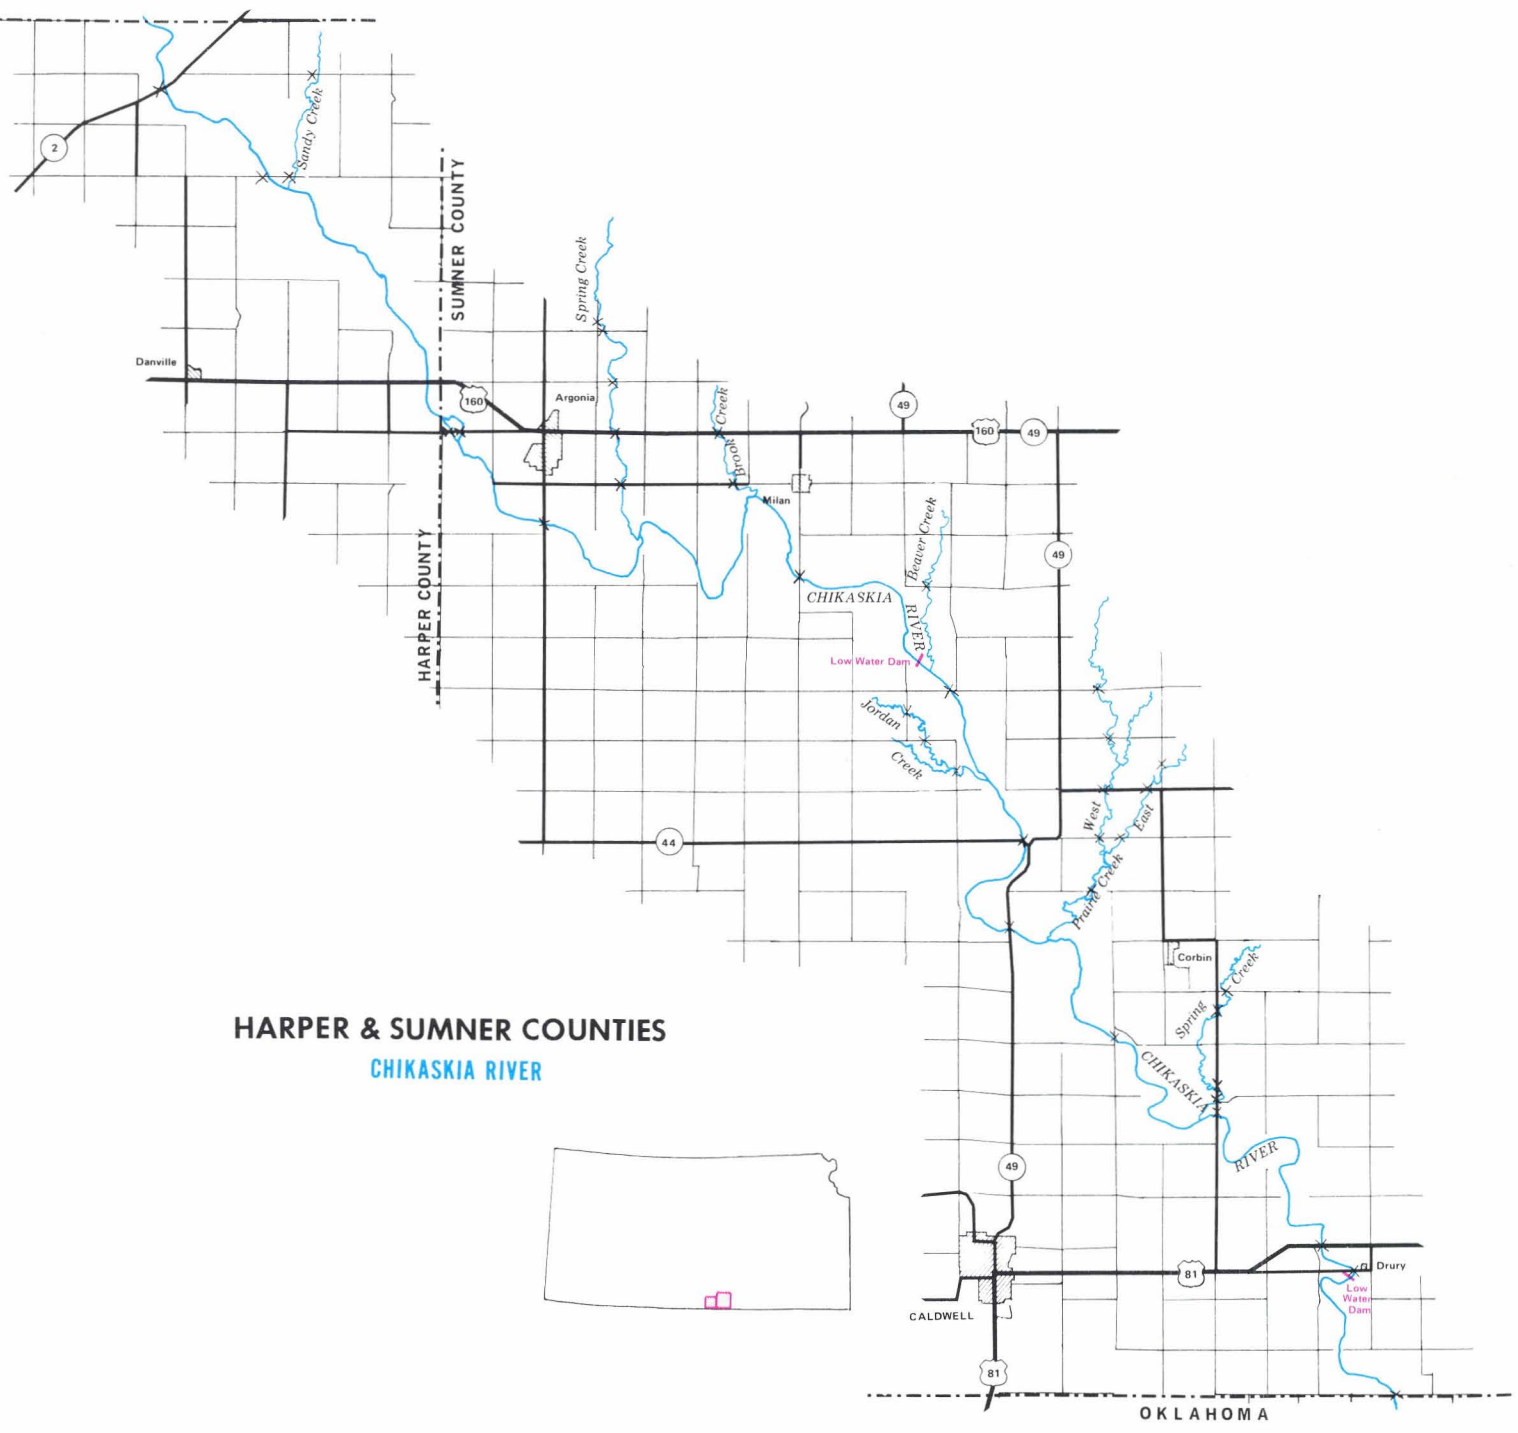 2
Sandy Creek
SUMNER COUNTY
Spring Creek
Danville
160
Argonia
49
160
49
Brook Creek
Milan
Beaver Creek
49
HARPER COUNTY
CHIKASKIA
RIVER
Low Water Dam
Jordan
Creek
West
East
44
Prairie Creek
Corbin
Spring
Creek
HARPER & SUMNER COUNTIES
CHIKASKIA RIVER
CHIKASKIA
RIVER
49
81
Drury
Low
Water
Dam
CALDWELL
81
OKLAHOMA